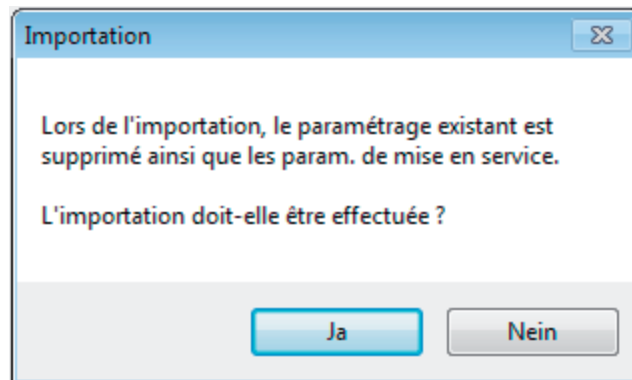 Importation
Lors de l'importation, le paramétrage existant est
supprimé ainsi que les param. de mise en service.
L'importation doit-elle être effectuée ?
Ja
Nein